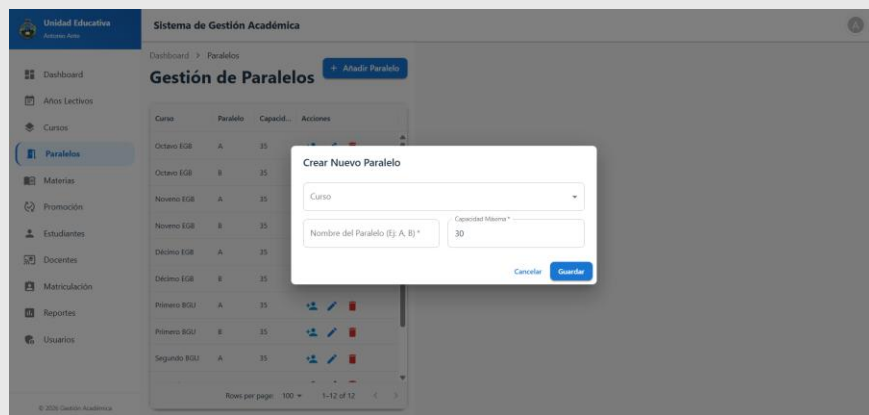 Unidad Educativa
Antonio Ante
Sistema de Gestión Académica
A
Dashboard
Años Lectivos
Cursos
Paralelos
Materias
Promoción
Estudiantes
Docentes
Matriculación
Reportes
Usuarios
© 2026 Gestión Académica
Dashboard > Paralelos
Gestión de Paralelos
+ Añadir Paralelo
Curso Paralelo Capacid... Acciones
Octavo EGB A 35
Octavo EGB B 35
Noveno EGB A 35
Noveno EGB B 35
Décimo EGB A 35
Décimo EGB B 35
Primero BGU A 35
Primero BGU B 35
Segundo BGU A 35
Rows per page: 100 1–12 of 12
Crear Nuevo Paralelo
Curso
Nombre del Paralelo (Ej: A, B) *
Capacidad Máxima *
30
Cancelar Guardar